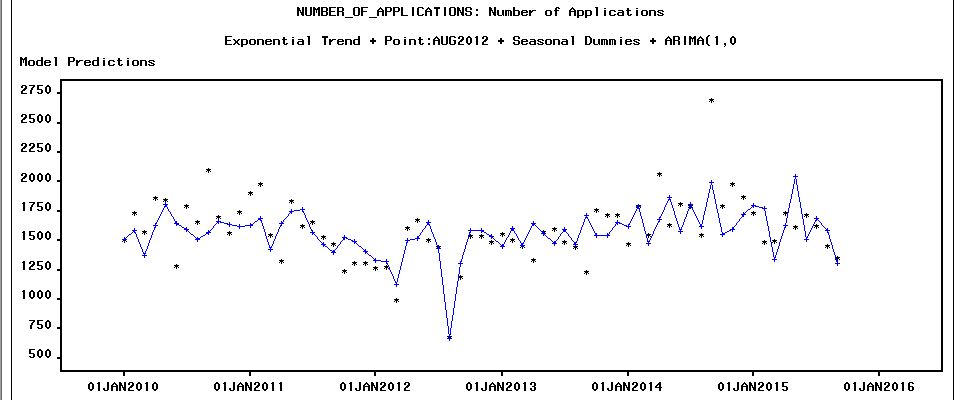 NUMBER_OF_APPLICATIONS: Number of Applications
Exponential Trend + Point:AUG2012 + Seasonal Dummies + ARIMA(1,0
Model Predictions
2750
2500
2250
2000
1750
1500
1250
1000
750
500
01JAN2010 01JAN2011 01JAN2012 01JAN2013 01JAN2014 01JAN2015 01JAN2016